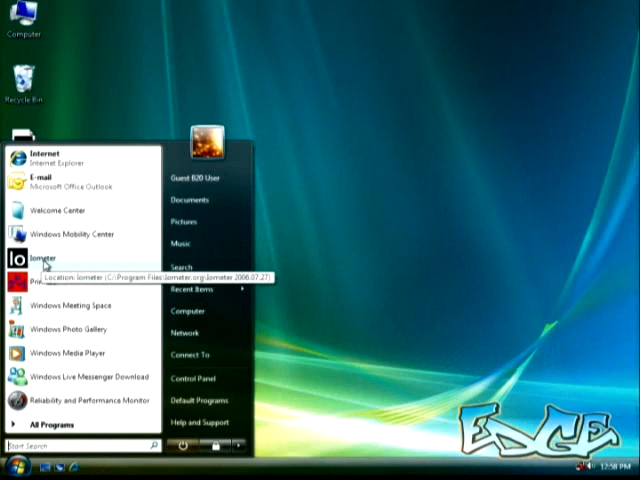 Computer
Recycle Bin
Internet
Internet Explorer
E-mail
Microsoft Office Outlook
Welcome Center
Windows Mobility Center
Iometer
Location: Iometer (C:\Program Files\Iometer.org\Iometer 2006.07.27)
Windows Meeting Space
Windows Photo Gallery
Windows Media Player
Windows Live Messenger Download
Reliability and Performance Monitor
All Programs
Start Search
Guest B20 User
Documents
Pictures
Music
Search
Recent Items
Computer
Network
Connect To
Control Panel
Default Programs
Help and Support
EDGE
12:58 PM